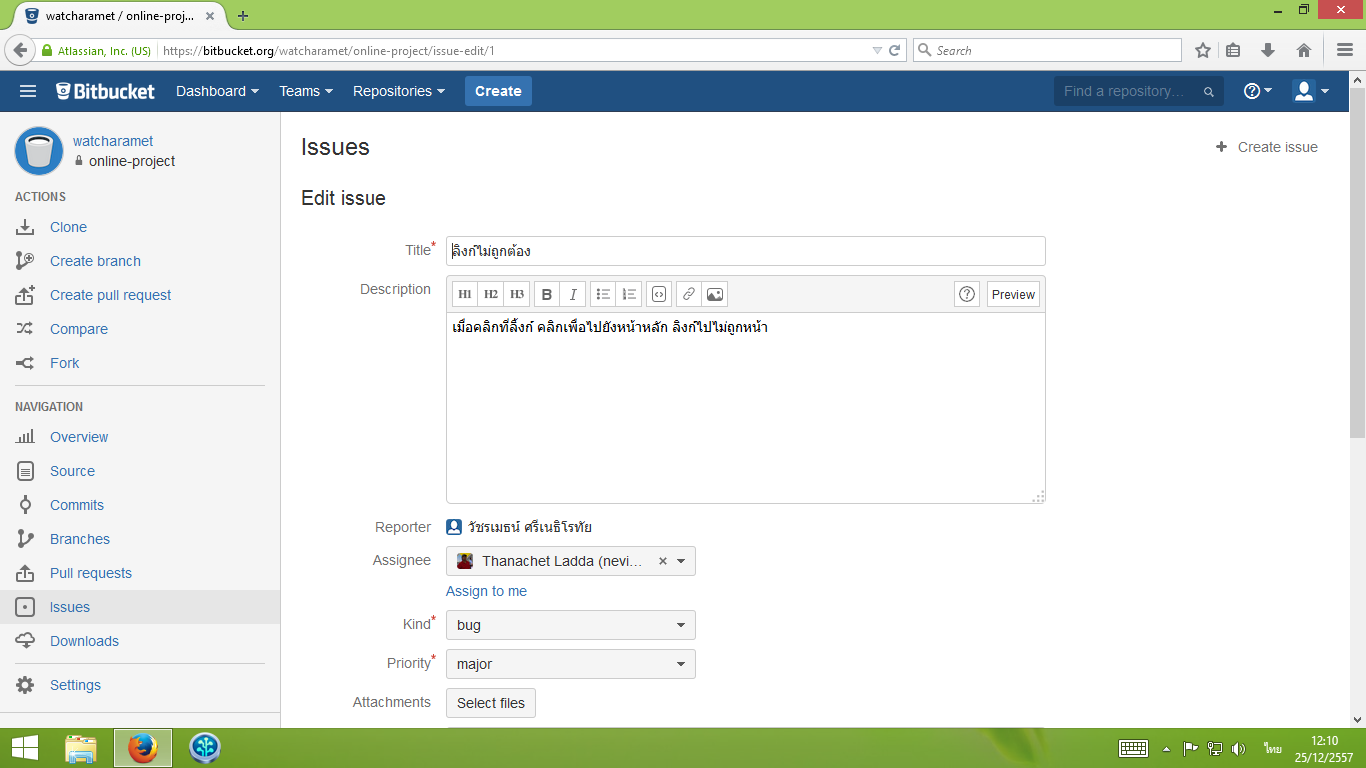 watcharamet / online-proj...
Atlassian, Inc. (US) https://bitbucket.org/watcharamet/online-project/issue-edit/1
Search
Bitbucket Dashboard Teams Repositories Create
Find a repository...
watcharamet
online-project
ACTIONS
Clone
Create branch
Create pull request
Compare
Fork
NAVIGATION
Overview
Source
Commits
Branches
Pull requests
Issues
Downloads
Settings
Issues
Create issue
Edit issue
Title* ลิงก์ไม่ถูกต้อง
Description H1 H2 H3 B I Preview
เมื่อคลิกที่ลิ้งก์ คลิกเพื่อไปยังหน้าหลัก ลิงก์ไปไม่ถูกหน้า
Reporter วัชรเมธน์ ศรีเนธิโรทัย
Assignee Thanachet Ladda (nevi...
Assign to me
Kind* bug
Priority* major
Attachments Select files
ไทย
12:10
25/12/2557